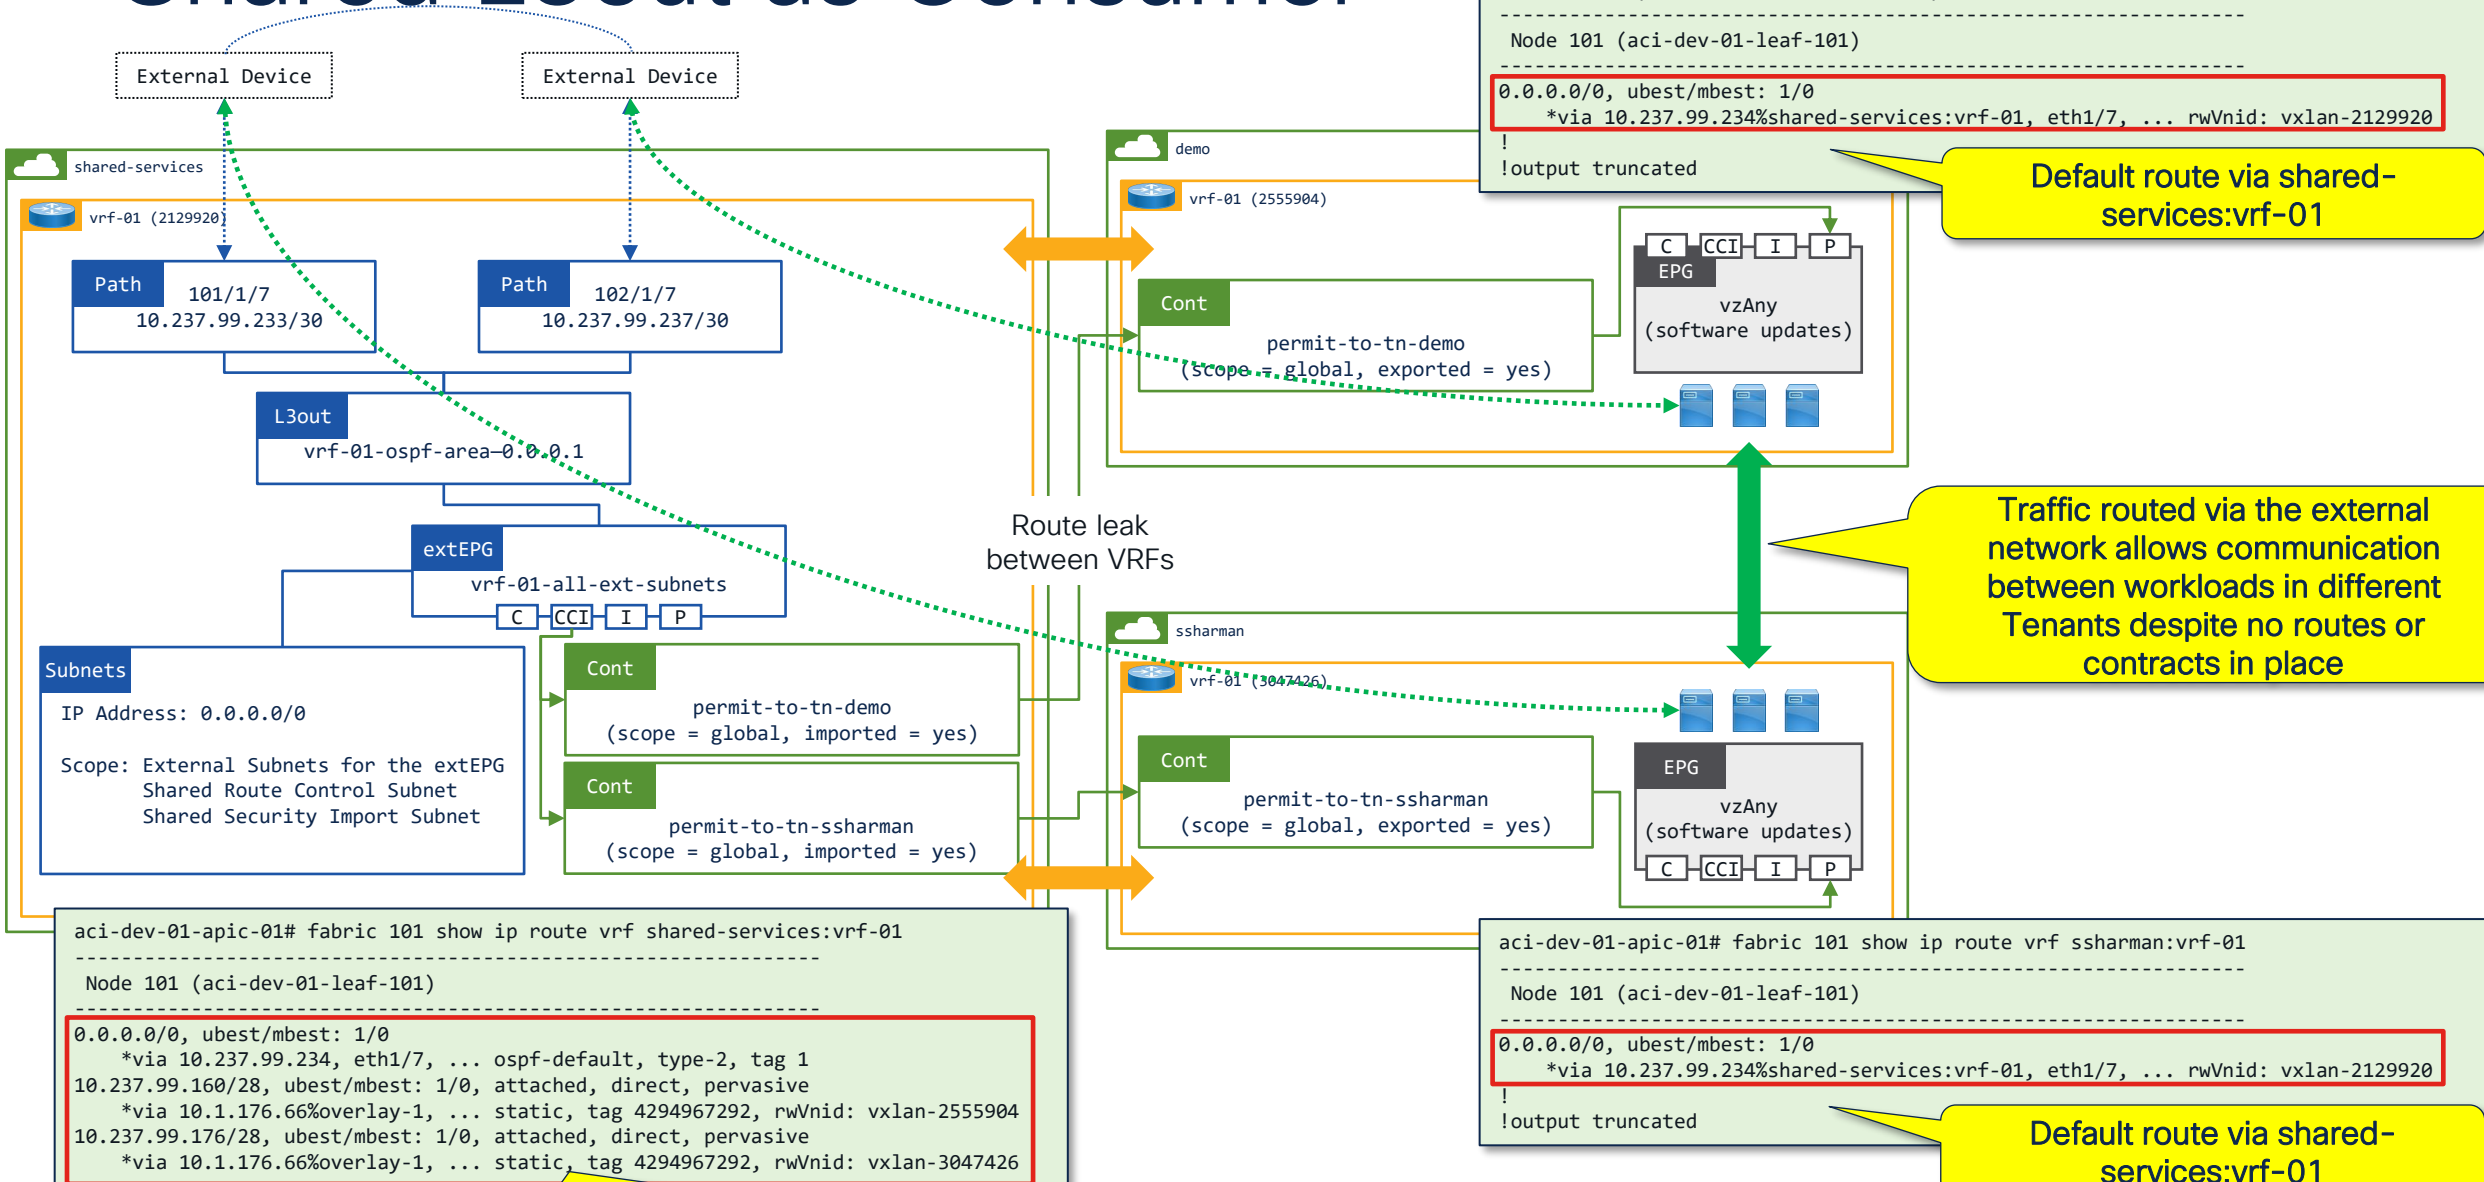 Shared L3out as Consumer
External Device
External Device
shared-services
vrf-01 (2129920)
Path
101/1/7
10.237.99.233/30
Path
102/1/7
10.237.99.237/30
L3out
vrf-01-ospf-area-0.0.0.1
extEPG
vrf-01-all-ext-subnets
C CCI I P
Subnets
IP Address: 0.0.0.0/0
Scope: External Subnets for the extEPG
Shared Route Control Subnet
Shared Security Import Subnet
Cont
permit-to-tn-demo
(scope = global, imported = yes)
Cont
permit-to-tn-ssharman
(scope = global, imported = yes)
Route leak
between VRFs
demo
vrf-01 (2555904)
Cont
permit-to-tn-demo
(scope = global, exported = yes)
C CCI I P
EPG
vzAny
(software updates)
ssharman
vrf-01 (3047426)
Cont
permit-to-tn-ssharman
(scope = global, exported = yes)
EPG
vzAny
(software updates)
C CCI I P
---------------------------------------------------------------
Node 101 (aci-dev-01-leaf-101)
---------------------------------------------------------------
0.0.0.0/0, ubest/mbest: 1/0
*via 10.237.99.234%shared-services:vrf-01, eth1/7, ... rwVnid: vxlan-2129920
!
!output truncated
Default route via shared-
services:vrf-01
Traffic routed via the external
network allows communication
between workloads in different
Tenants despite no routes or
contracts in place
aci-dev-01-apic-01# fabric 101 show ip route vrf shared-services:vrf-01
---------------------------------------------------------------
Node 101 (aci-dev-01-leaf-101)
---------------------------------------------------------------
0.0.0.0/0, ubest/mbest: 1/0
*via 10.237.99.234, eth1/7, ... ospf-default, type-2, tag 1
10.237.99.160/28, ubest/mbest: 1/0, attached, direct, pervasive
*via 10.1.176.66%overlay-1, ... static, tag 4294967292, rwVnid: vxlan-2555904
10.237.99.176/28, ubest/mbest: 1/0, attached, direct, pervasive
*via 10.1.176.66%overlay-1, ... static, tag 4294967292, rwVnid: vxlan-3047426
aci-dev-01-apic-01# fabric 101 show ip route vrf ssharman:vrf-01
---------------------------------------------------------------
Node 101 (aci-dev-01-leaf-101)
---------------------------------------------------------------
0.0.0.0/0, ubest/mbest: 1/0
*via 10.237.99.234%shared-services:vrf-01, eth1/7, ... rwVnid: vxlan-2129920
!
!output truncated
Default route via shared-
services:vrf-01